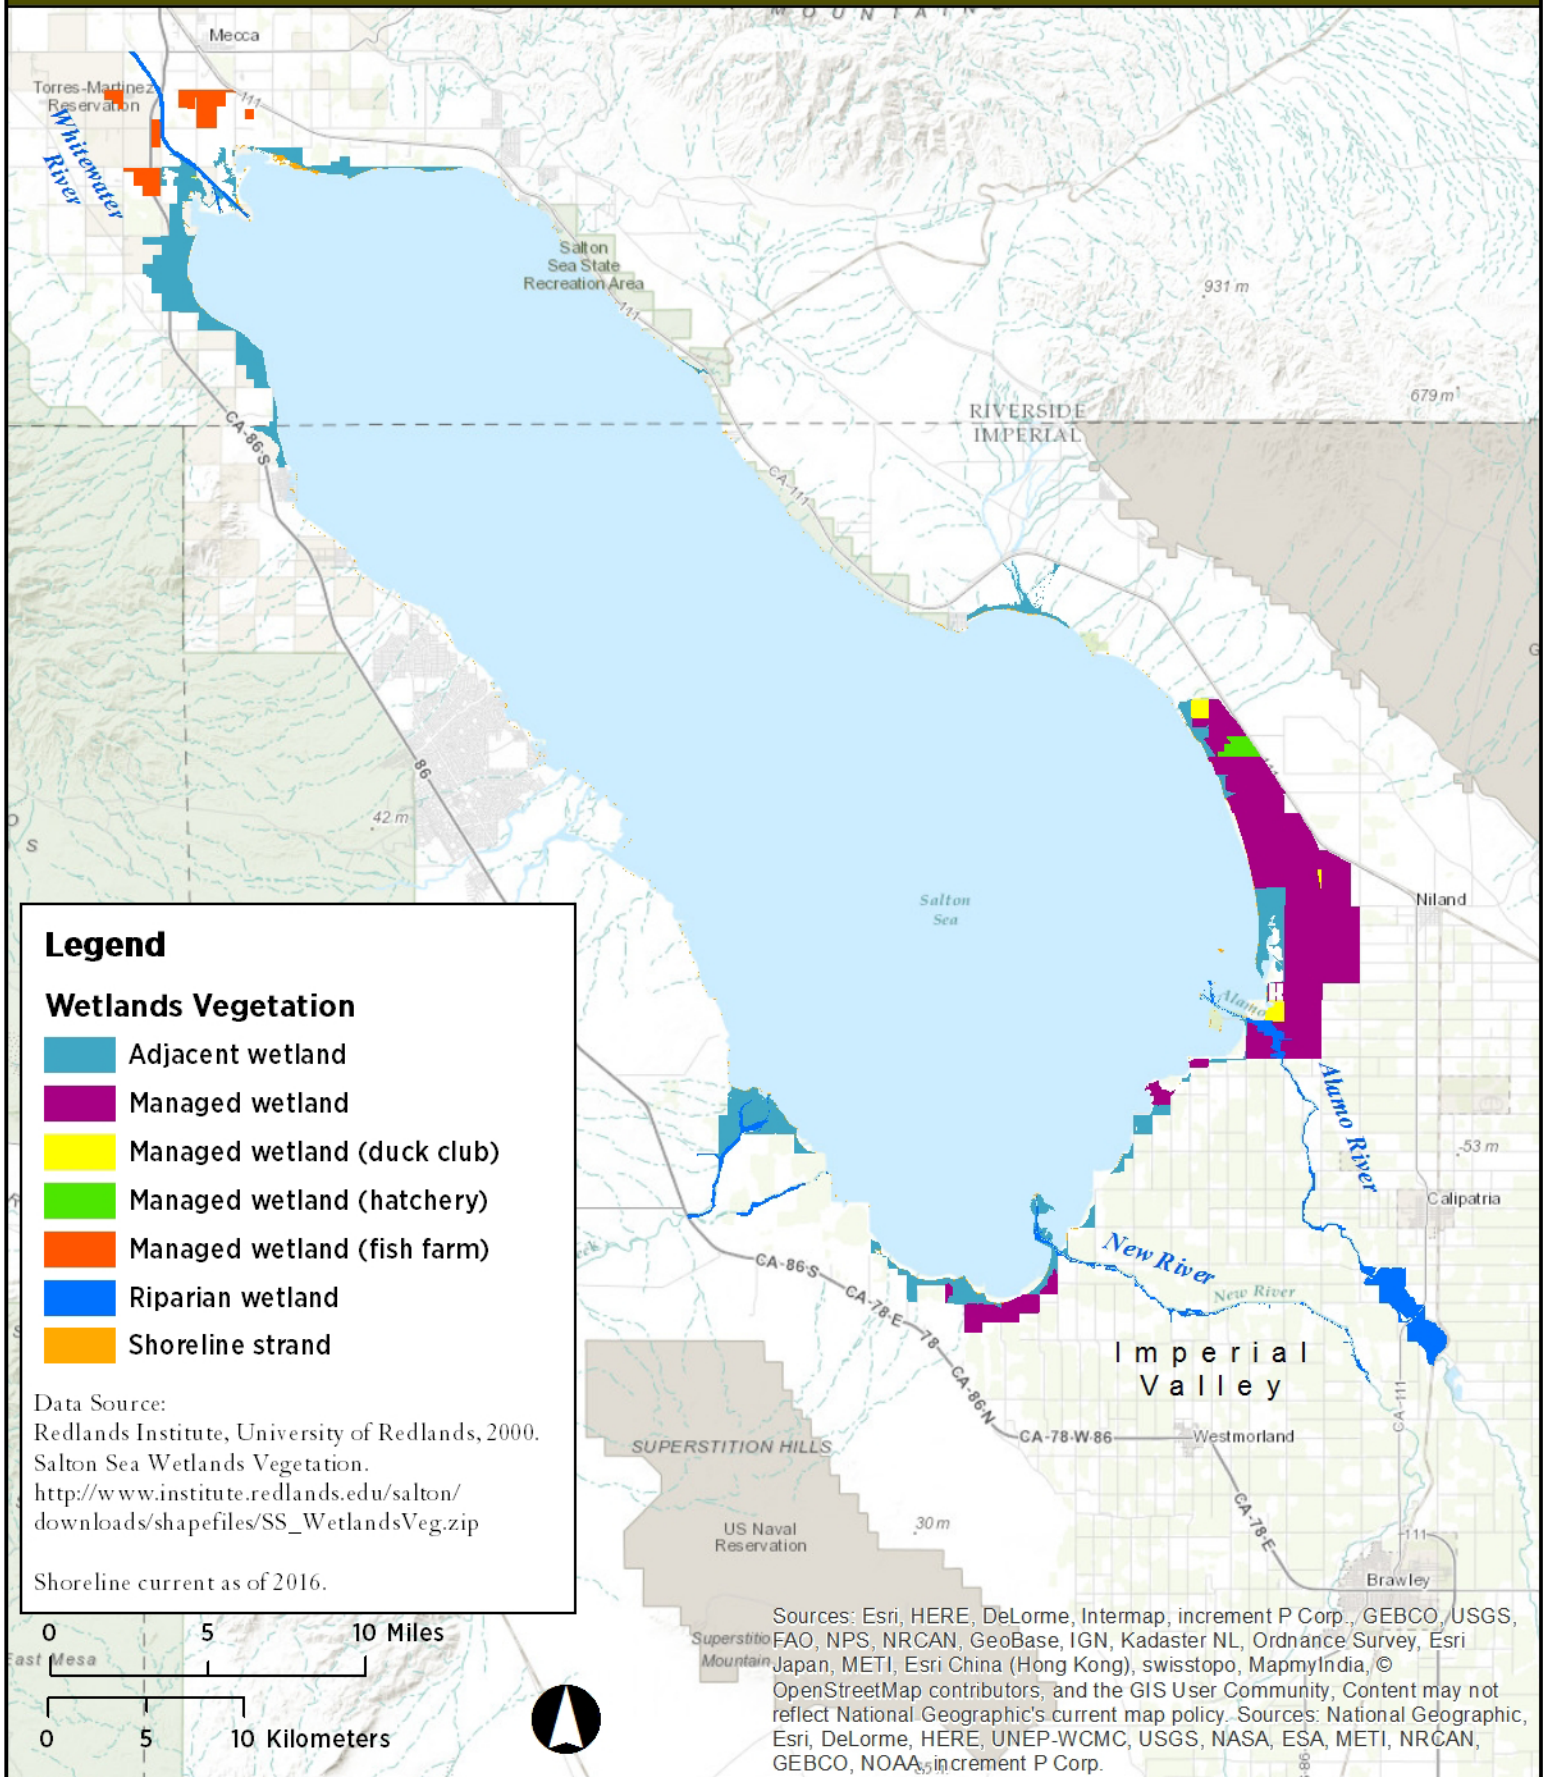 M O U N T A I N S
Mecca
Torres-Martinez
Reservation
111
Whitewater
River
Salton
Sea State
Recreation Area
111
931 m
679 m
RIVERSIDE
IMPERIAL
CA-86-S
CA-111
86
42 m
S
111
Salton
Sea
Niland
Alamo
Alamo River
-53 m
Calipatria
New River
New River
CA-86-S
CA-78-E
78
CA-86-N
Imperial
Valley
CA-111
CA-78-W-86
Westmorland
CA-78-E
111
Brawley
SUPERSTITION HILLS
US Naval
Reservation
30 m
Superstitio
Mountain
East Mesa
Legend
Wetlands Vegetation
Adjacent wetland
Managed wetland
Managed wetland (duck club)
Managed wetland (hatchery)
Managed wetland (fish farm)
Riparian wetland
Shoreline strand
Data Source:
Redlands Institute, University of Redlands, 2000.
Salton Sea Wetlands Vegetation.
http://www.institute.redlands.edu/salton/
downloads/shapefiles/SS_WetlandsVeg.zip
Shoreline current as of 2016.
0 5 10 Miles
0 5 10 Kilometers
Sources: Esri, HERE, DeLorme, Intermap, increment P Corp., GEBCO, USGS,
FAO, NPS, NRCAN, GeoBase, IGN, Kadaster NL, Ordnance Survey, Esri
Japan, METI, Esri China (Hong Kong), swisstopo, MapmyIndia, ©
OpenStreetMap contributors, and the GIS User Community, Content may not
reflect National Geographic's current map policy. Sources: National Geographic,
Esri, DeLorme, HERE, UNEP-WCMC, USGS, NASA, ESA, METI, NRCAN,
GEBCO, NOAA, increment P Corp.